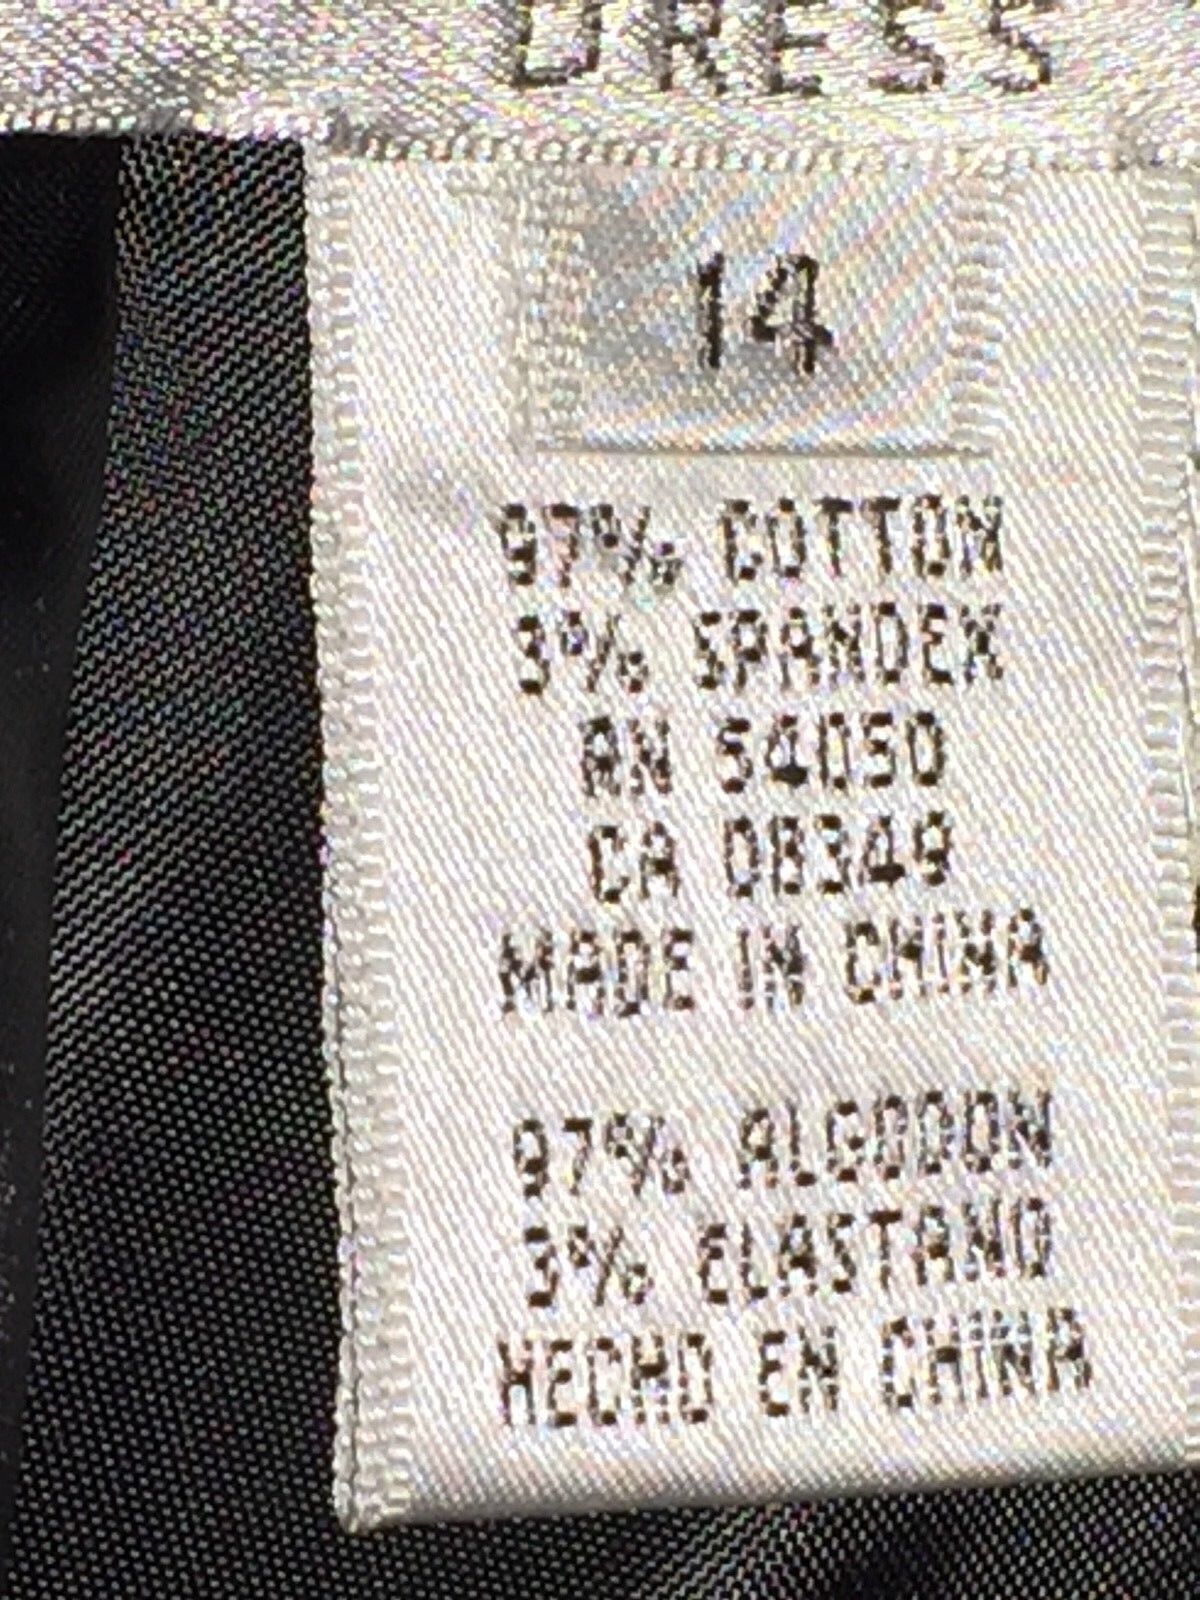 DRESS
14
97% COTTON
3% SPANDEX
RN 54050
CA 08349
MADE IN CHINA
97% ALGODON
3% ELASTANO
HECHO EN CHINA